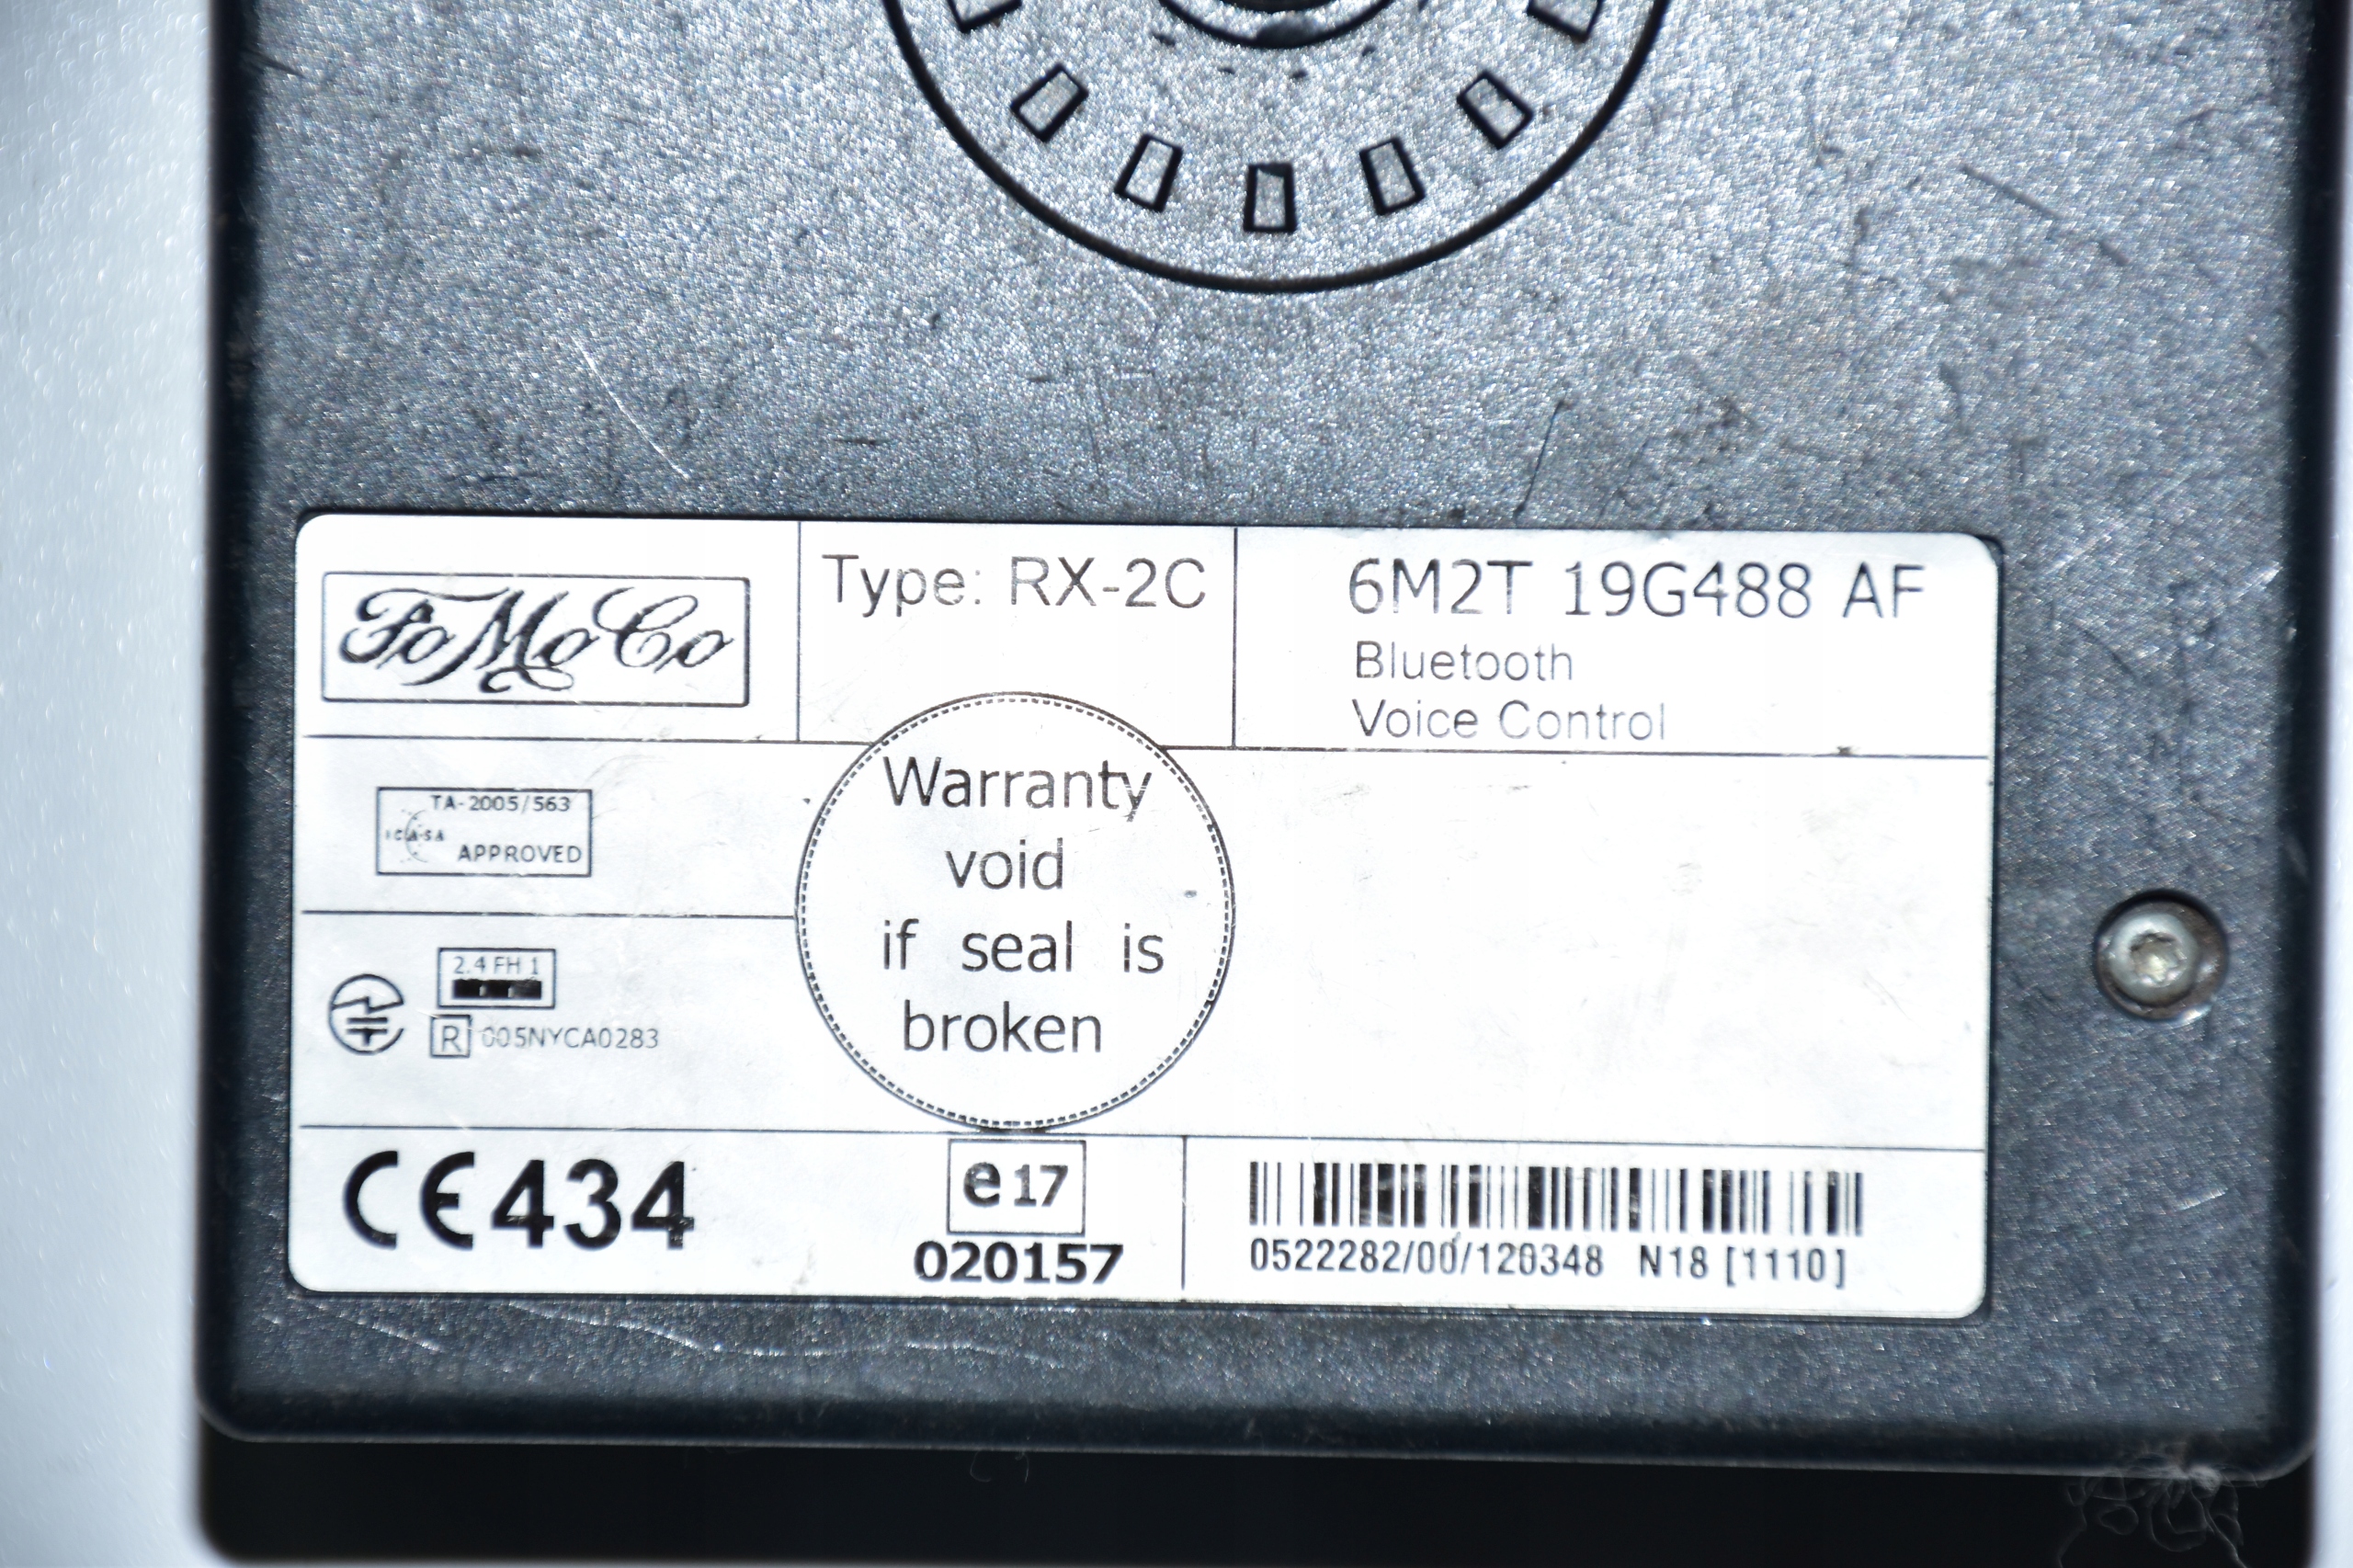 FoMoCo
Type: RX-2C
6M2T 19G488 AF
Bluetooth
Voice Control
TA-2005/563
ICASA
APPROVED
Warranty
void
if seal is
broken
2.4 FH 1
R 005NYCA0283
CE434
e17
020157
0522282/00/120348 N18 [1110]